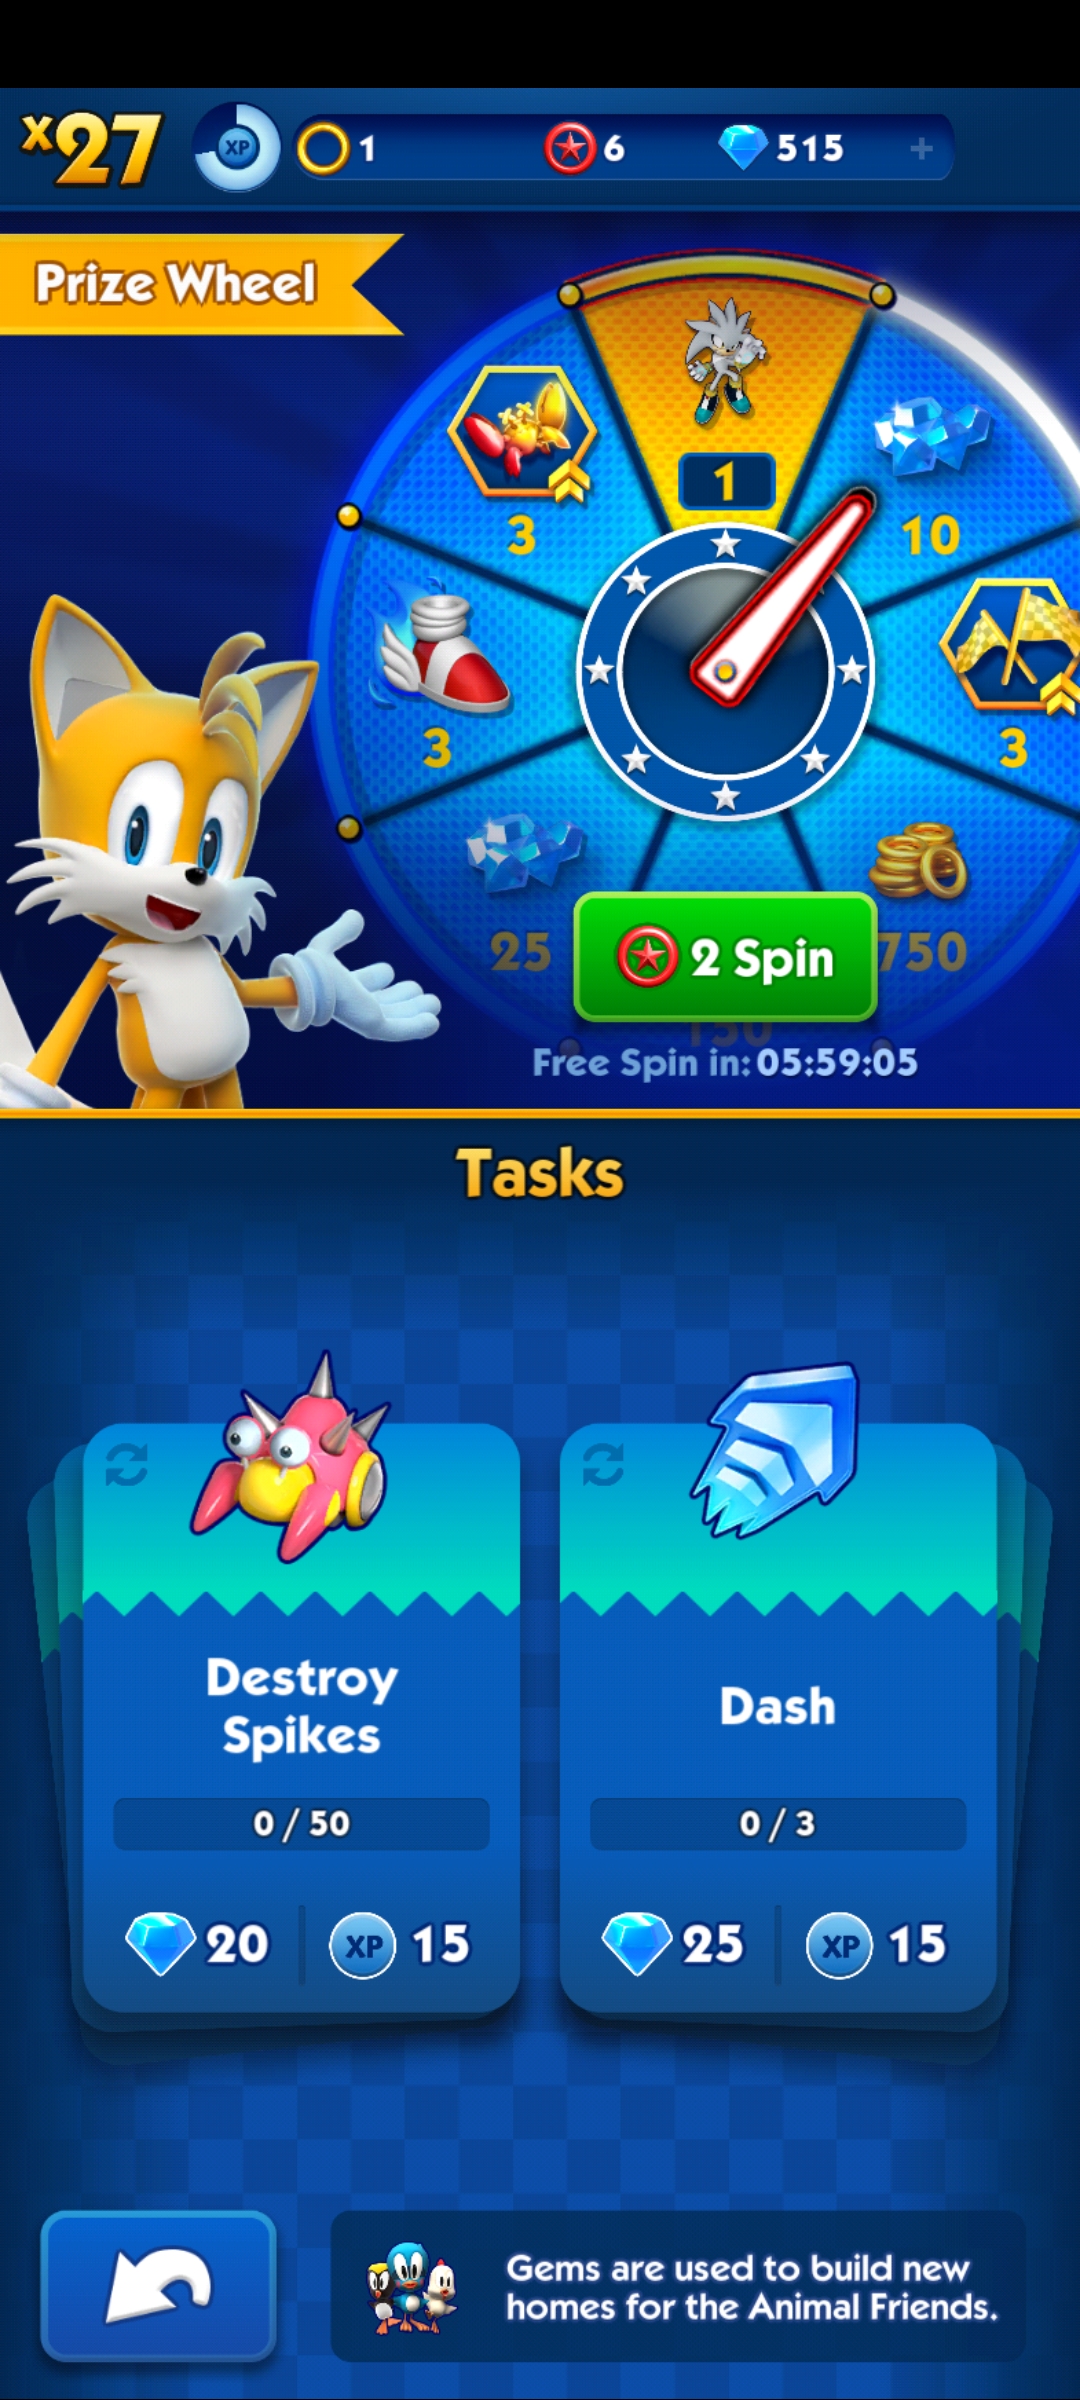 x27
XP
1
6
515
+
Prize Wheel
1
3
10
3
3
25
750
2 Spin
150
Free Spin in: 05:59:05
Tasks
Destroy
Spikes
0 / 50
20
XP 15
Dash
0 / 3
25
XP 15
Gems are used to build new
homes for the Animal Friends.